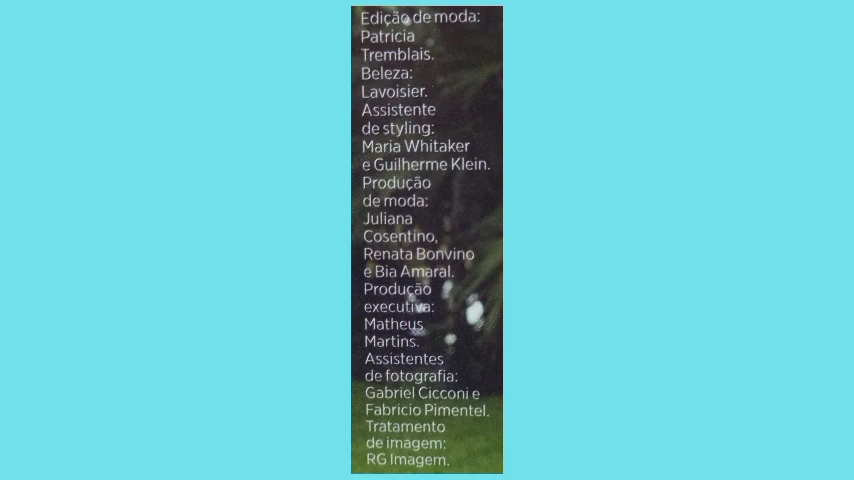 Edição de moda:
Patricia
Tremblais.
Beleza:
Lavoisier.
Assistente
de styling:
Maria Whitaker
e Guilherme Klein.
Produção
de moda:
Juliana
Cosentino,
Renata Bonvino
e Bia Amaral.
Produção
executiva:
Matheus
Martins.
Assistentes
de fotografia:
Gabriel Cicconi e
Fabricio Pimentel.
Tratamento
de imagem:
RG Imagem.